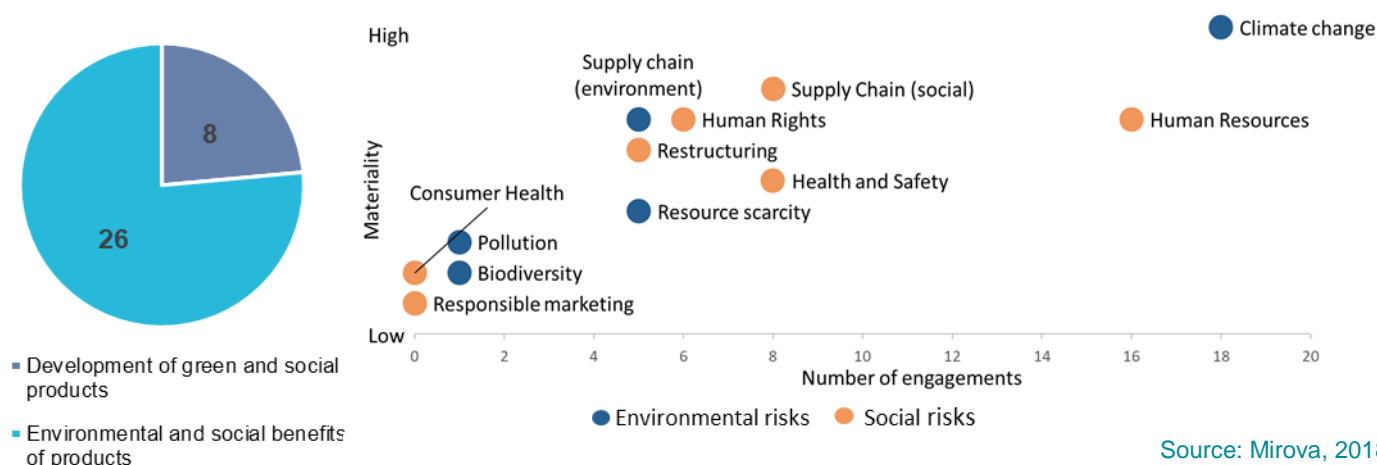 8
26
Development of green and social
products
Environmental and social benefits
of products
High
Materiality
Low
Climate change
Supply chain
(environment)
Supply Chain (social)
Human Rights
Human Resources
Restructuring
Health and Safety
Consumer Health
Resource scarcity
Pollution
Biodiversity
Responsible marketing
0 2 4 6 8 10 12 14 16 18 20
Number of engagements
Environmental risks Social risks
Source: Mirova, 2018